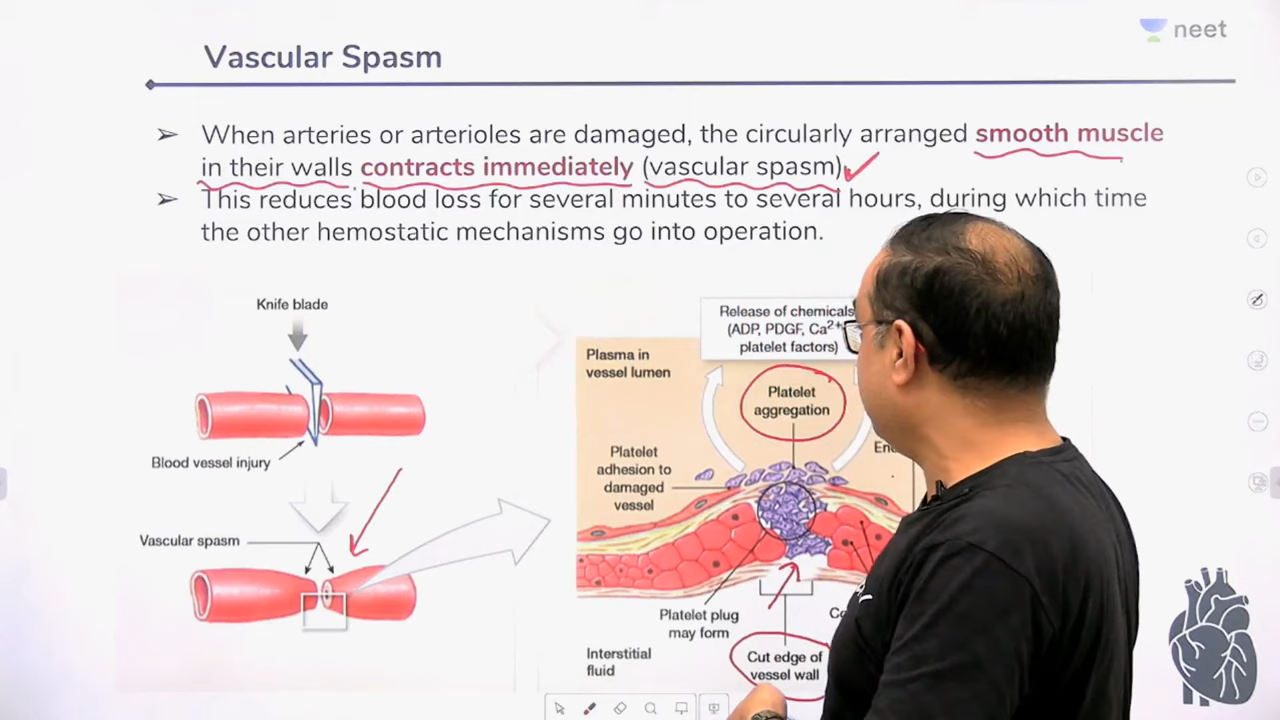 neet
Vascular Spasm
➢ When arteries or arterioles are damaged, the circularly arranged smooth muscle
in their walls contracts immediately (vascular spasm).
➢ This reduces blood loss for several minutes to several hours, during which time
the other hemostatic mechanisms go into operation.
Knife blade
Blood vessel injury
Vascular spasm
Release of chemicals
(ADP, PDGF, Ca²⁺
platelet factors)
Plasma in
vessel lumen
Platelet
aggregation
Platelet
adhesion to
damaged
vessel
Platelet plug
may form
Interstitial
fluid
Cut edge of
vessel wall